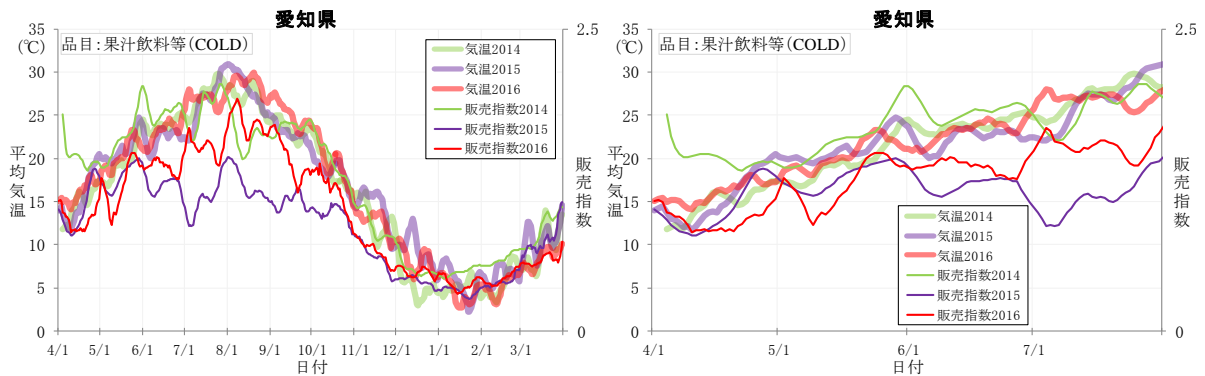 愛知県
35
(℃)
30
25
20
15
10
5
0
平均気温
品目:果汁飲料等(COLD)
気温2014
気温2015
気温2016
販売指数2014
販売指数2015
販売指数2016
2.5
販売指数
0
4/1 5/1 6/1 7/1 8/1 9/1 10/1 11/1 12/1 1/1 2/1 3/1
日付
愛知県
35
(℃)
30
25
20
15
10
5
0
平均気温
品目:果汁飲料等(COLD)
気温2014
気温2015
気温2016
販売指数2014
販売指数2015
販売指数2016
2.5
販売指数
0
4/1 5/1 6/1 7/1
日付